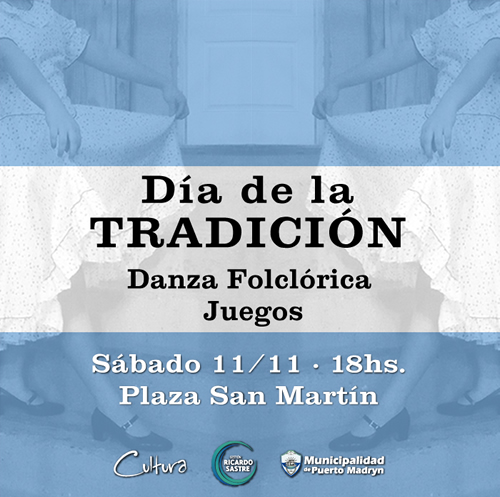 Día de la
TRADICIÓN
Danza Folclórica
Juegos
Sábado 11/11 · 18hs.
Plaza San Martín
Cultura
RICARDO
SASTRE
Municipalidad
de Puerto Madryn